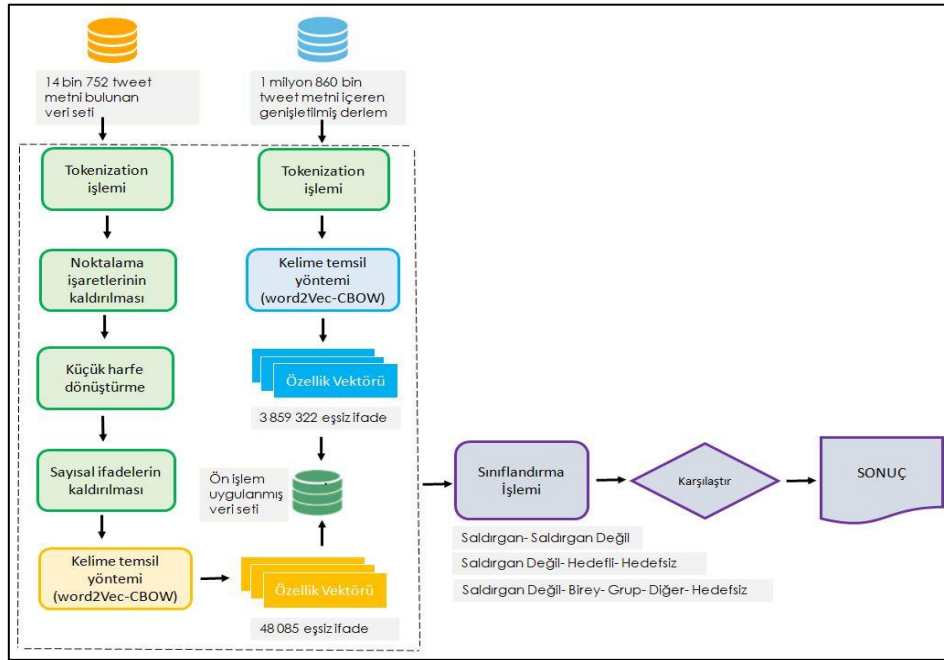 14 bin 752 tweet
metni bulunan
veri seti
1 milyon 860 bin
tweet metni içeren
genişletilmiş derlem
Tokenization
işlemi
Noktalama
işaretlerinin
kaldırılması
Küçük harfe
dönüştürme
Sayısal ifadelerin
kaldırılması
Kelime temsil
yöntemi
(word2Vec-CBOW)
Tokenization
işlemi
Kelime temsil
yöntemi
(word2Vec-CBOW)
Özellik Vektörü
3 859 322 eşsiz ifade
Ön işlem
uygulanmış
veri seti
Özellik Vektörü
48 085 eşsiz ifade
Sınıflandırma
İşlemi
Saldırgan- Saldırgan Değil
Saldırgan Değil- Hedefli- Hedefsiz
Saldırgan Değil- Birey- Grup- Diğer- Hedefsiz
Karşılaştır
SONUÇ